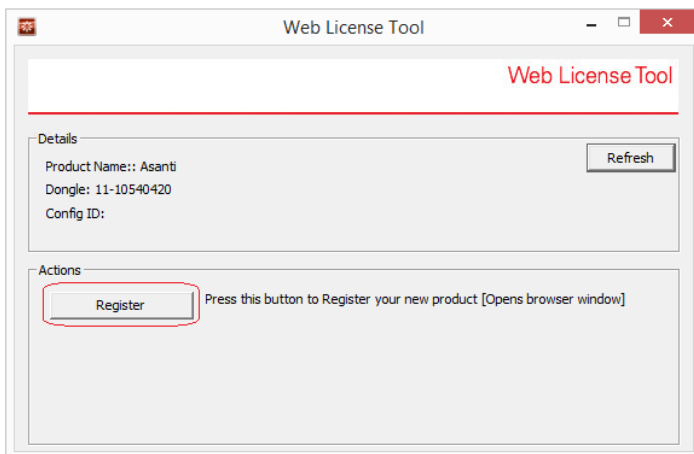 Web License Tool
Web License Tool
Details
Refresh
Product Name:: Asanti
Dongle: 11-10540420
Config ID:
Actions
Register Press this button to Register your new product [Opens browser window]